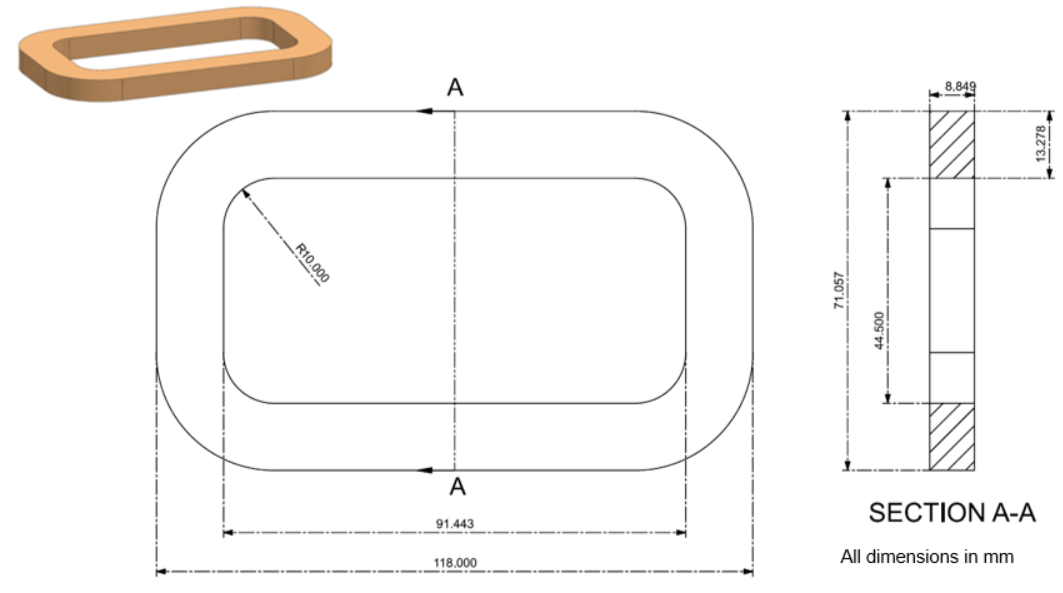 A
8.849
13.278
R10.000
71.057
44.500
A
91.443
118.000
SECTION A-A
All dimensions in mm